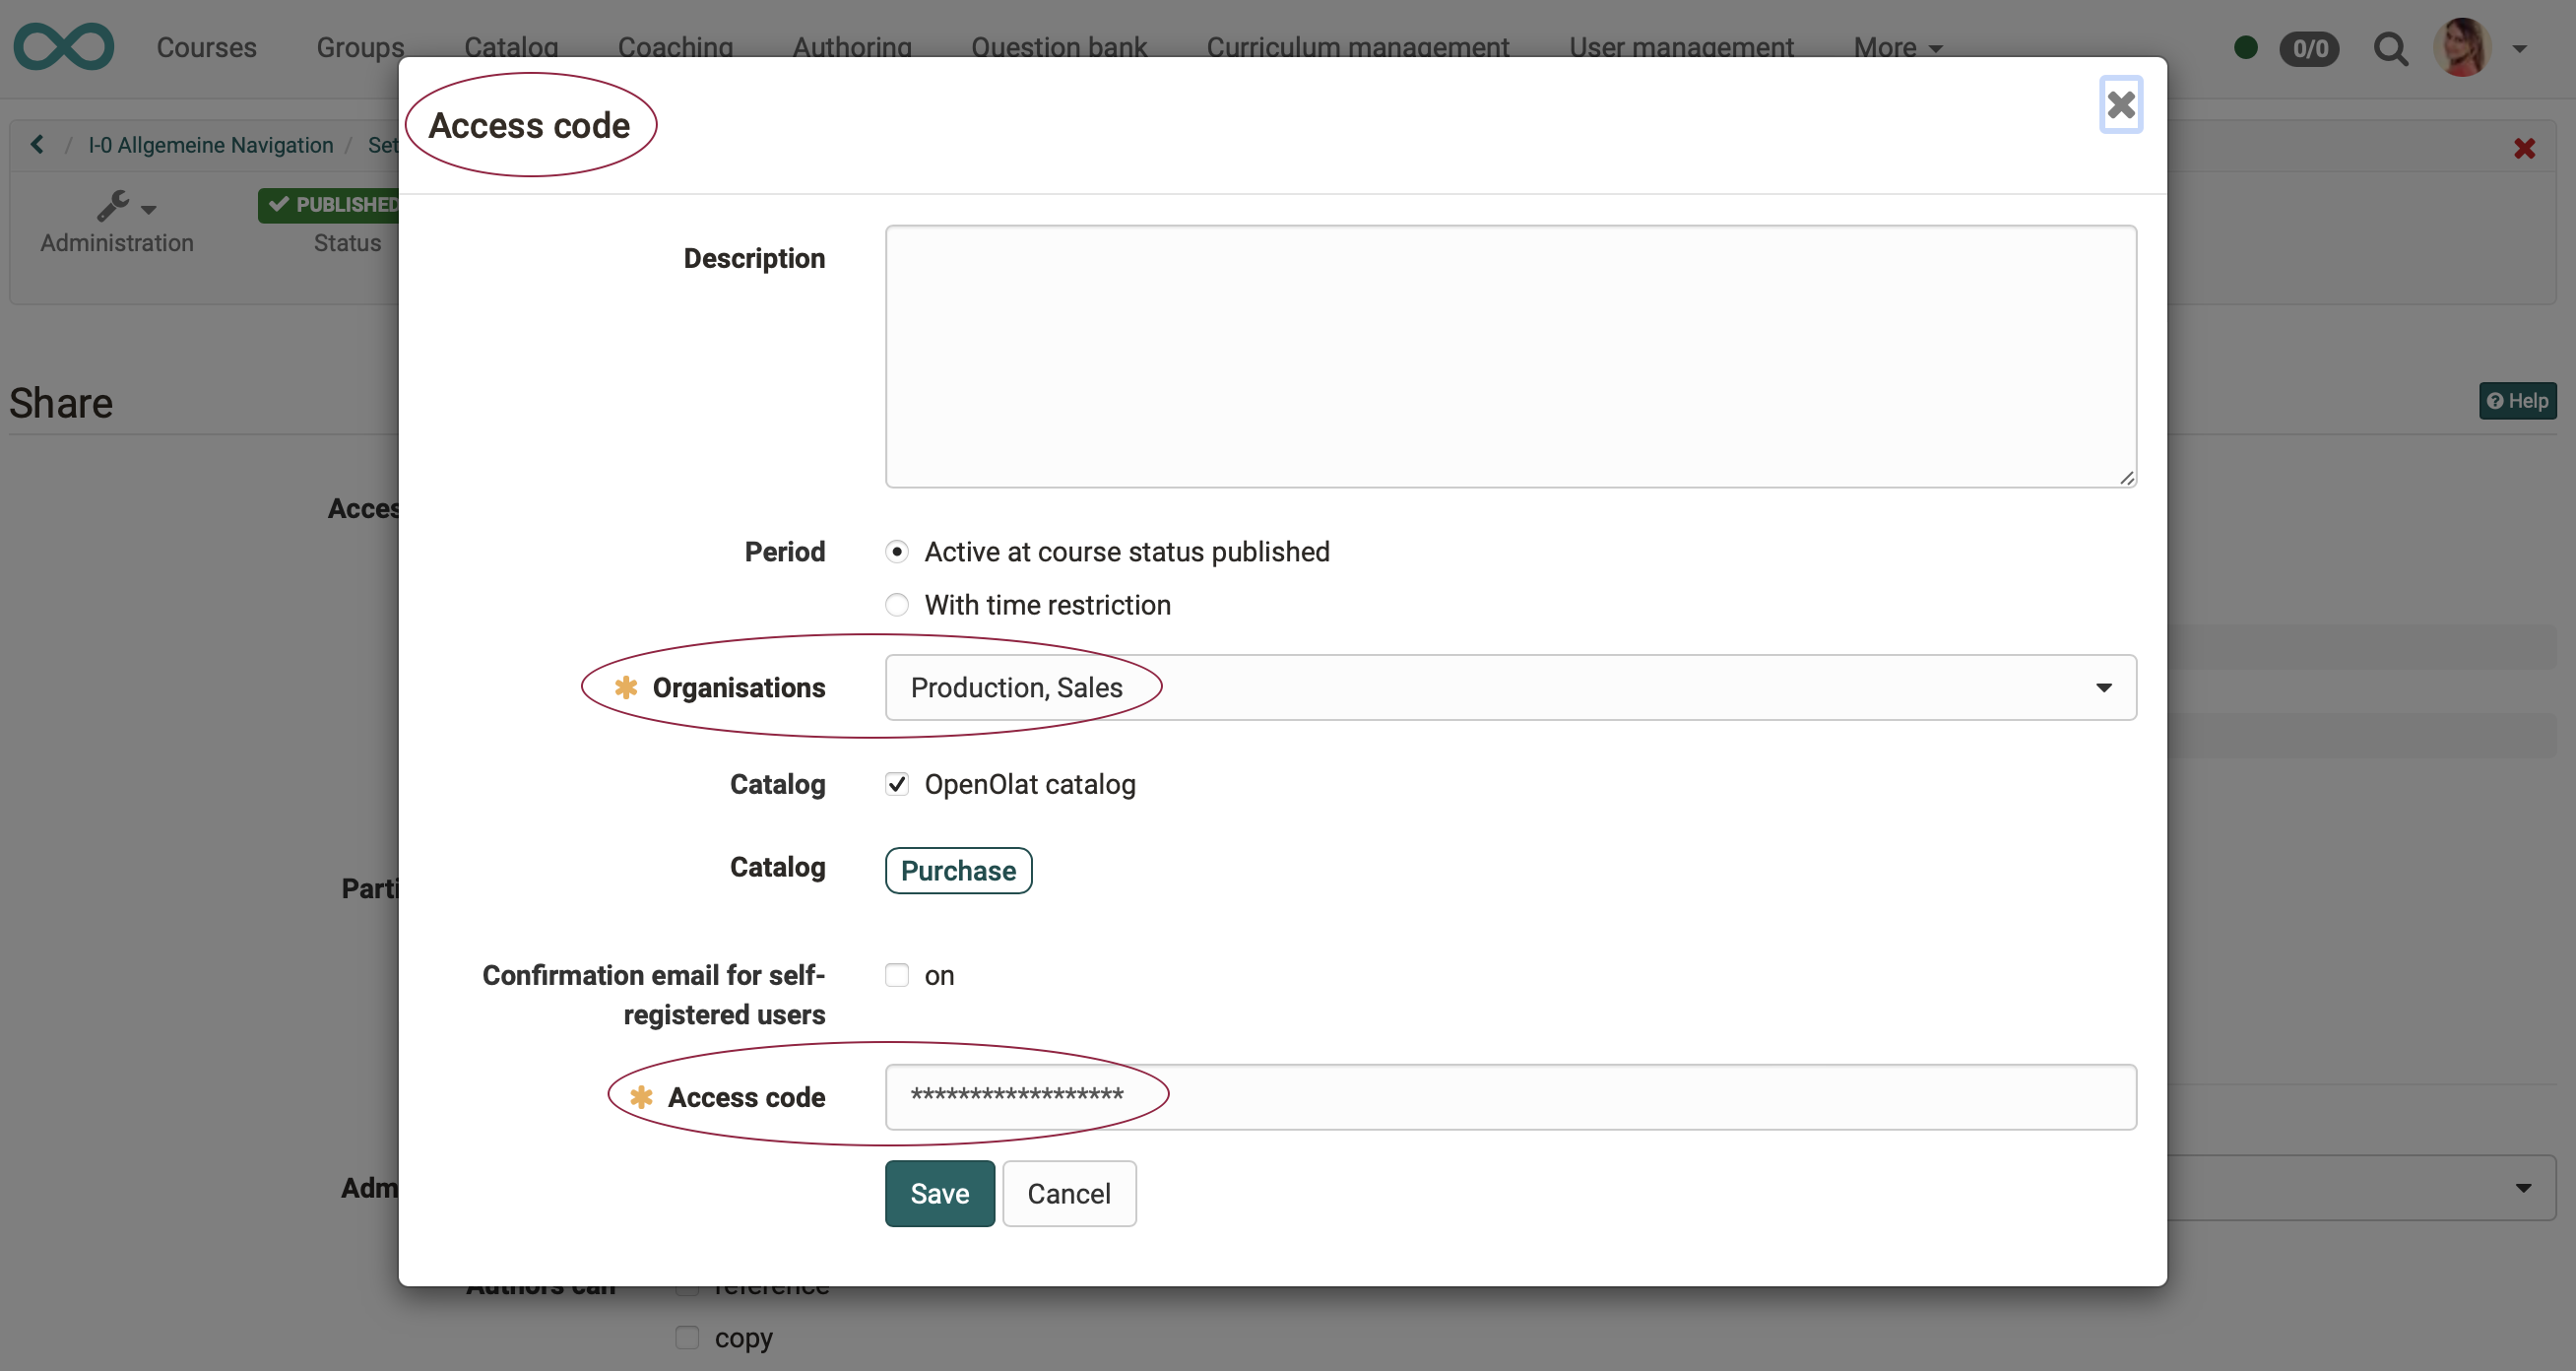 Courses Groups Catalog Coaching Authoring Question bank Curriculum management User management More 0/0
Access code
/ I-0 Allgemeine Navigation / Set
PUBLISHED
Administration Status
Description
Share
Help
Acces
Period Active at course status published
With time restriction
* Organisations Production, Sales
Catalog OpenOlat catalog
Catalog Purchase
Parti
Confirmation email for self-
registered users
on
* Access code ******************
Adm
Save Cancel
Authors can reference
copy